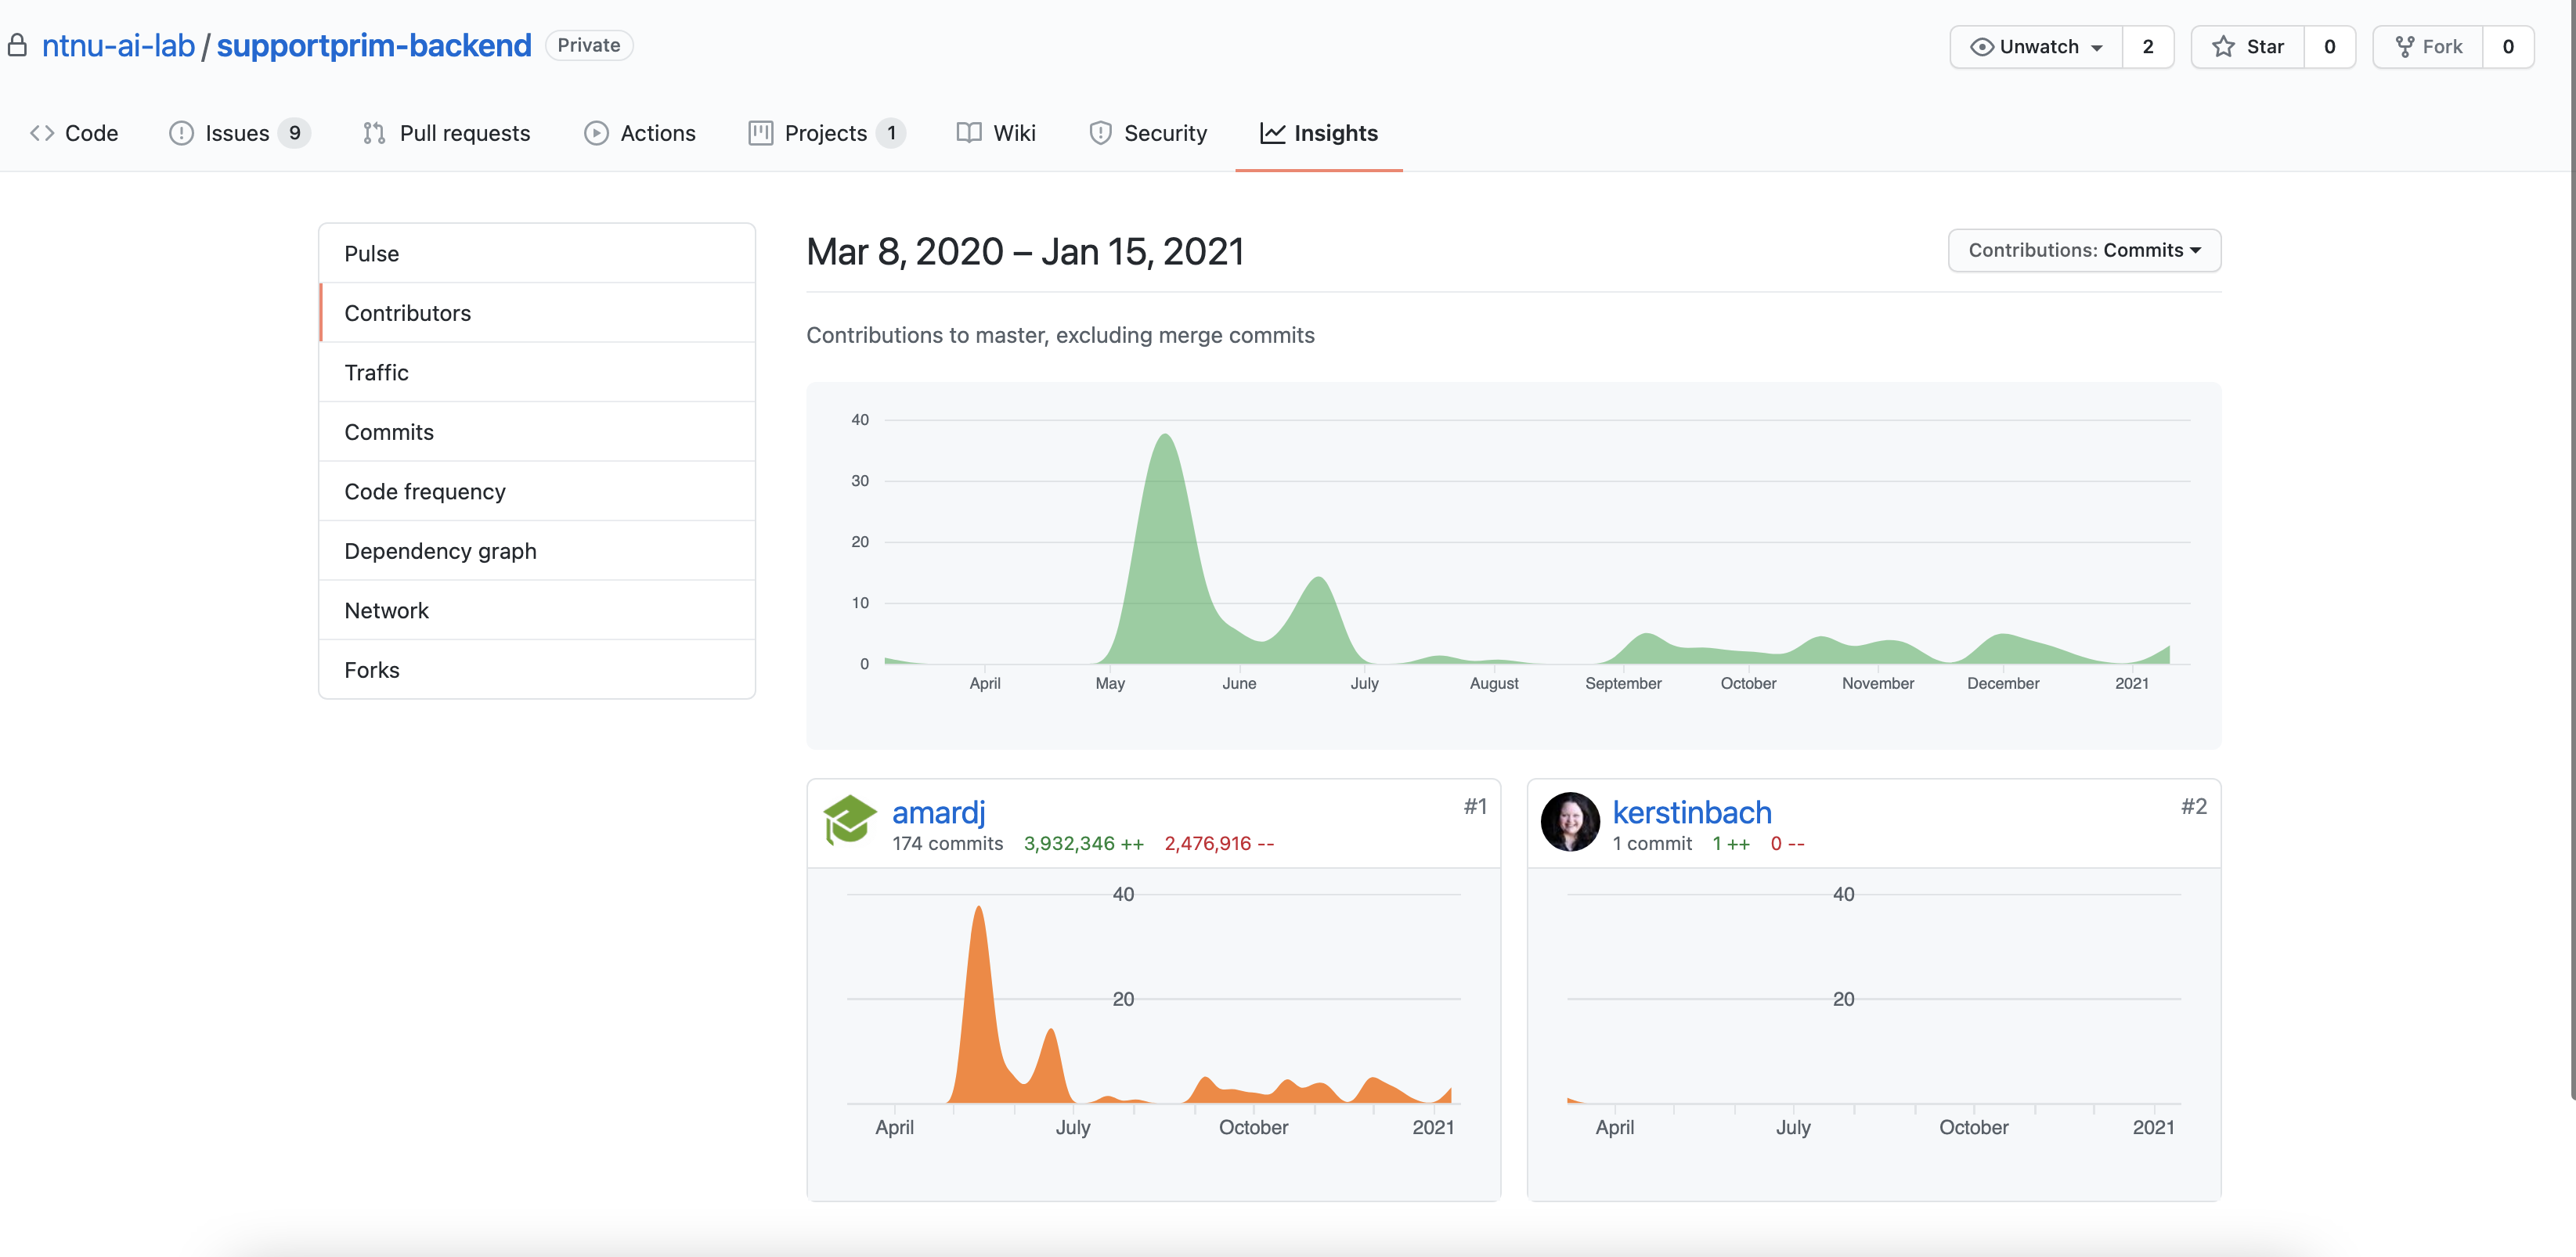 ntnu-ai-lab / supportprim-backend Private Unwatch 2 Star 0 Fork 0
Code Issues 9 Pull requests Actions Projects 1 Wiki Security Insights
Pulse
Contributors
Traffic
Commits
Code frequency
Dependency graph
Network
Forks
Mar 8, 2020 – Jan 15, 2021
Contributions: Commits
Contributions to master, excluding merge commits
40
30
20
10
0
April May June July August September October November December 2021
amardj #1
174 commits 3,932,346 ++ 2,476,916 --
40
20
April July October 2021
kerstinbach #2
1 commit 1 ++ 0 --
40
20
April July October 2021